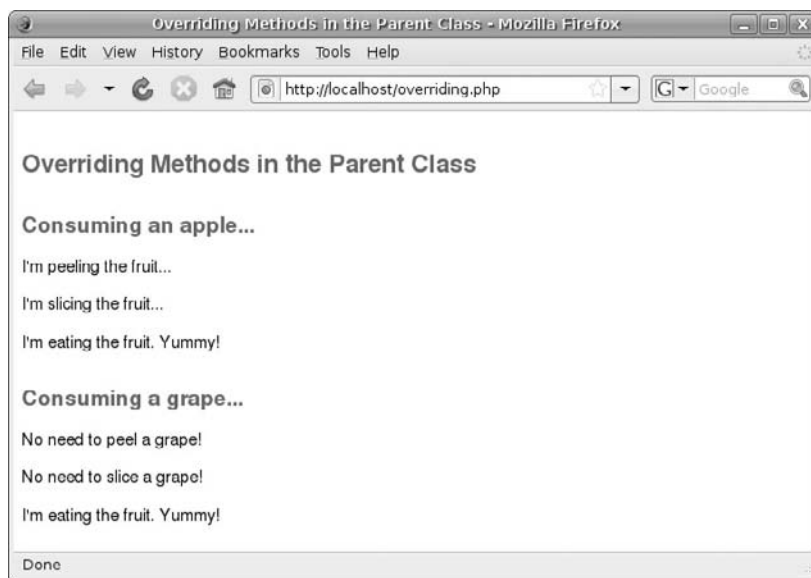 Overriding Methods in the Parent Class - Mozilla Firefox
File Edit View History Bookmarks Tools Help
http://localhost/overriding.php G Google
Overriding Methods in the Parent Class
Consuming an apple...
I'm peeling the fruit...
I'm slicing the fruit...
I'm eating the fruit. Yummy!
Consuming a grape...
No need to peel a grape!
No need to slice a grape!
I'm eating the fruit. Yummy!
Done